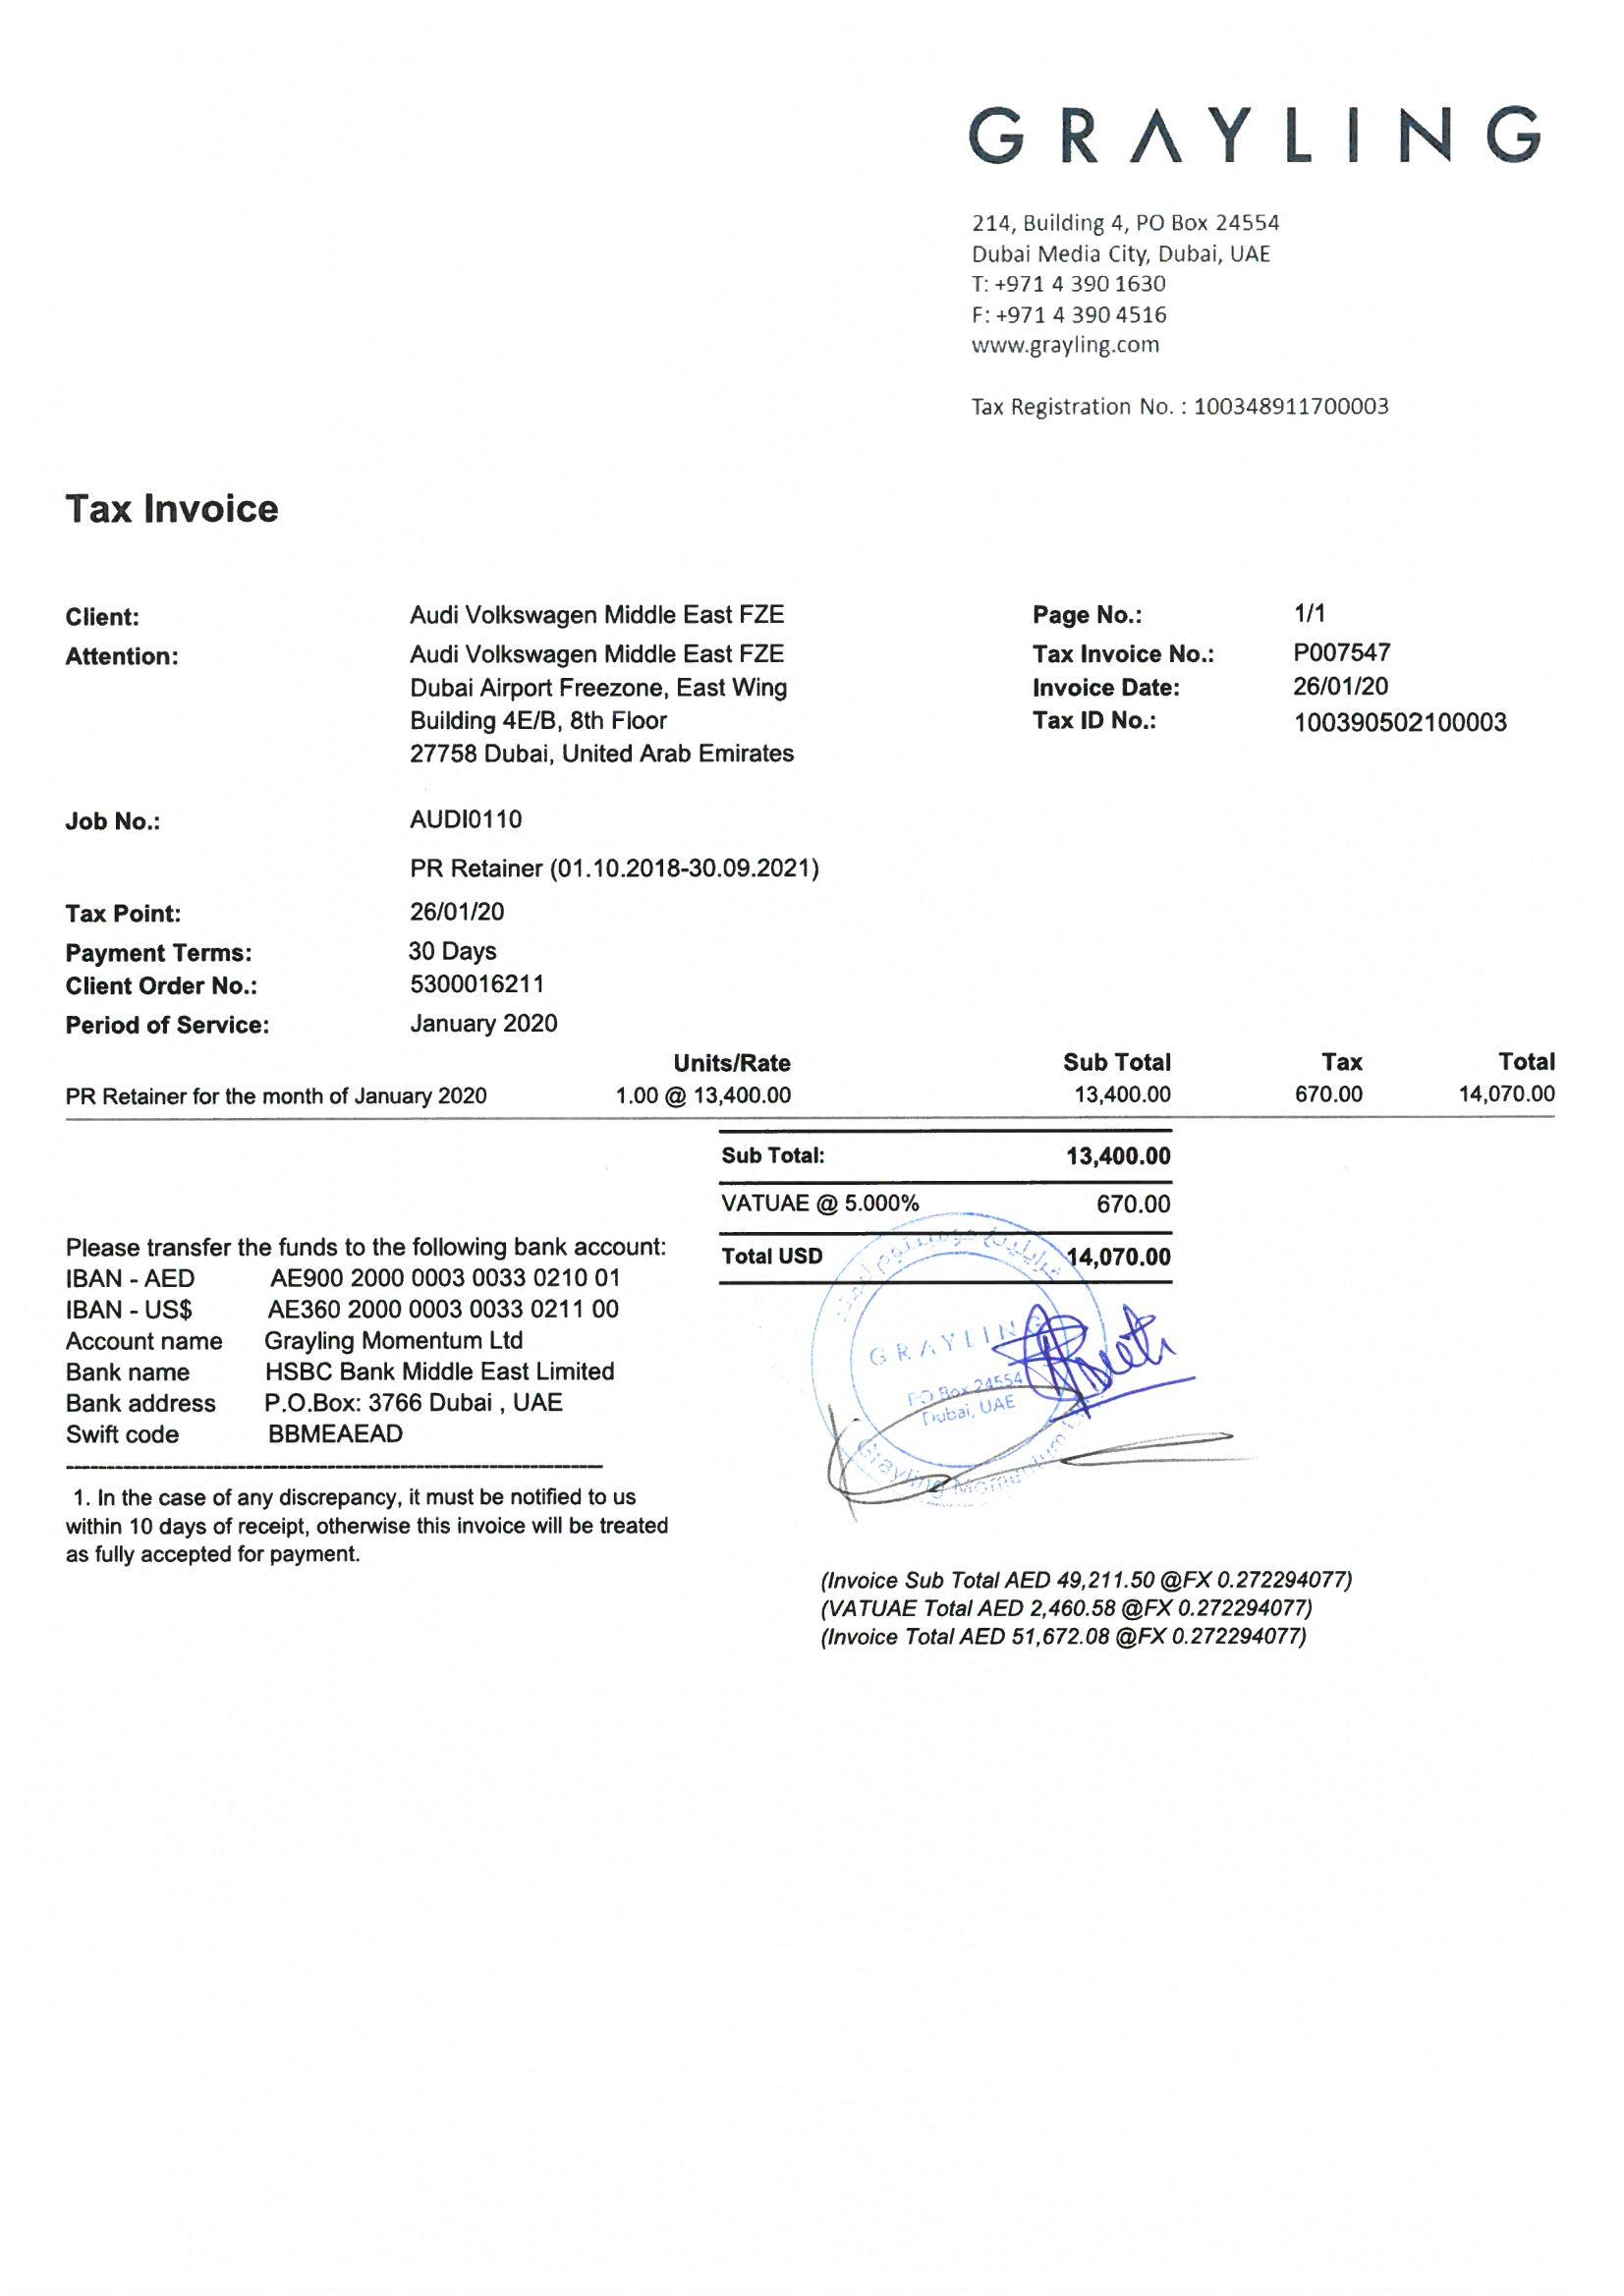 GRAYLING
214, Building 4, PO Box 24554
Dubai Media City, Dubai, UAE
T: +971 4 390 1630
F: +971 4 390 4516
www.grayling.com
Tax Registration No. : 100348911700003
Tax Invoice
Client: Audi Volkswagen Middle East FZE Page No.: 1/1
Attention: Audi Volkswagen Middle East FZE Tax Invoice No.: P007547
Dubai Airport Freezone, East Wing Invoice Date: 26/01/20
Building 4E/B, 8th Floor Tax ID No.: 100390502100003
27758 Dubai, United Arab Emirates
Job No.: AUDI0110
PR Retainer (01.10.2018-30.09.2021)
Tax Point: 26/01/20
Payment Terms: 30 Days
Client Order No.: 5300016211
Period of Service: January 2020
Units/Rate Sub Total Tax Total
PR Retainer for the month of January 2020 1.00 @ 13,400.00 13,400.00 670.00 14,070.00
Sub Total: 13,400.00
VATUAE @ 5.000% 670.00
Total USD 14,070.00
Please transfer the funds to the following bank account:
IBAN - AED AE900 2000 0003 0033 0210 01
IBAN - US$ AE360 2000 0003 0033 0211 00
Account name Grayling Momentum Ltd
Bank name HSBC Bank Middle East Limited
Bank address P.O.Box: 3766 Dubai , UAE
Swift code BBMEAEAD
GRAYLING
PO Box 24554
Dubai, UAE
Grayling Momentum
1. In the case of any discrepancy, it must be notified to us
within 10 days of receipt, otherwise this invoice will be treated
as fully accepted for payment.
(Invoice Sub Total AED 49,211.50 @FX 0.272294077)
(VATUAE Total AED 2,460.58 @FX 0.272294077)
(Invoice Total AED 51,672.08 @FX 0.272294077)